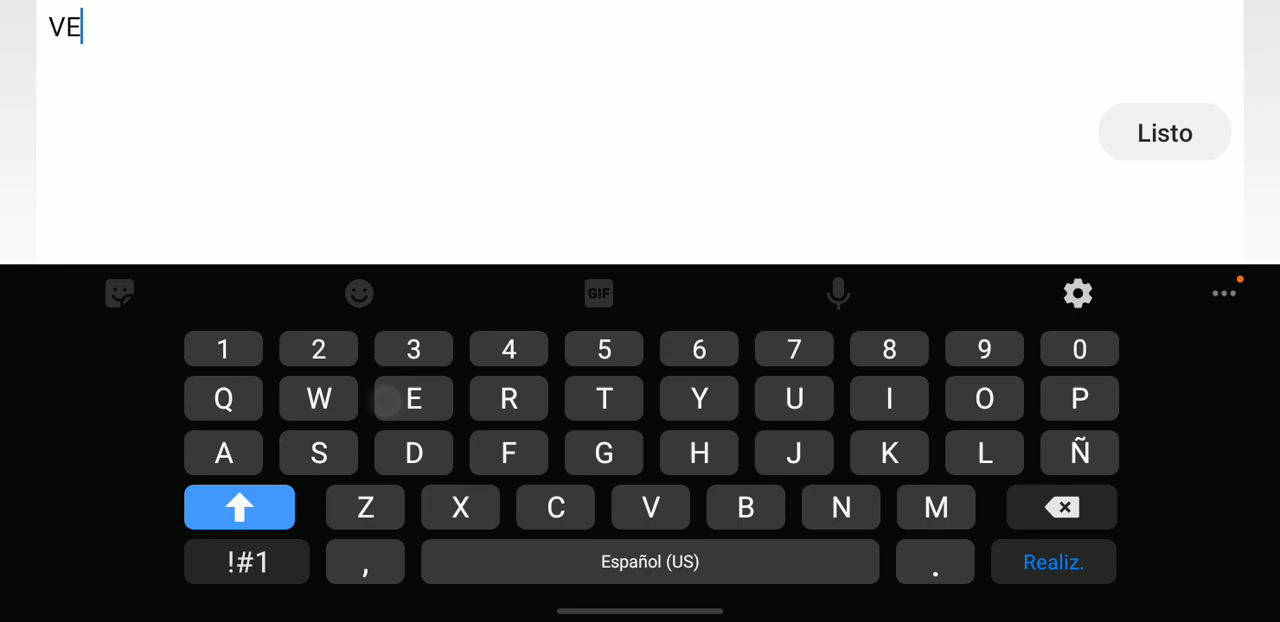 VE
Listo
GIF
1 2 3 4 5 6 7 8 9 0
Q W E R T Y U I O P
A S D F G H J K L Ñ
Z X C V B N M
!#1 , Español (US) . Realiz.